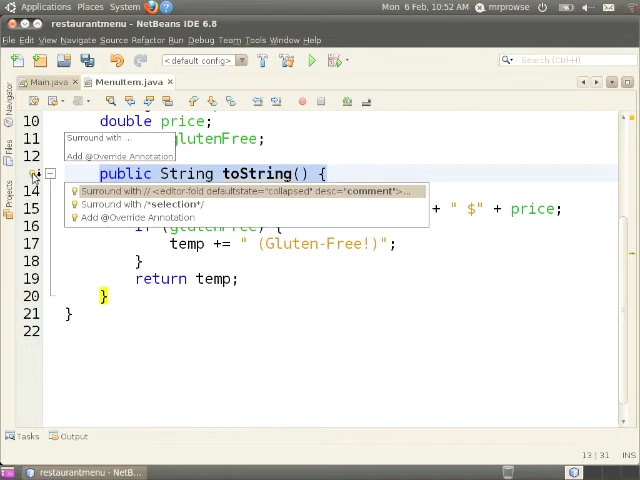 Applications Places System
Mon 6 Feb, 10:52 AM mrprowse
restaurantmenu - NetBeans IDE 6.8
File Edit View Navigate Source Refactor Run Debug Team Tools Window Help
<default config>
Search (Ctrl+I)
Main.java
MenuItem.java
Navigator
Files
Projects
10 double price;
11 glutenFree;
Surround with ...
12
Add @Override Annotation
public String toString() {
14
Surround with // <editor-fold defaultstate="collapsed" desc="comment">...
Surround with /*selection*/
15 + " $" + price;
Add @Override Annotation
16
17 temp += " (Gluten-Free!)";
18 }
19 return temp;
20 }
21 }
22
Tasks Output
13 | 31 INS
restaurantmenu - NetB...